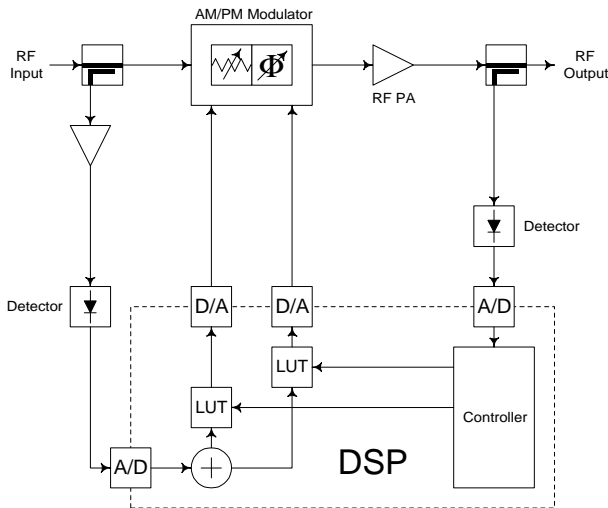 AM/PM Modulator
RF
Input
Φ
RF PA
RF
Output
Detector
Detector
D/A
D/A
A/D
LUT
LUT
Controller
A/D
DSP